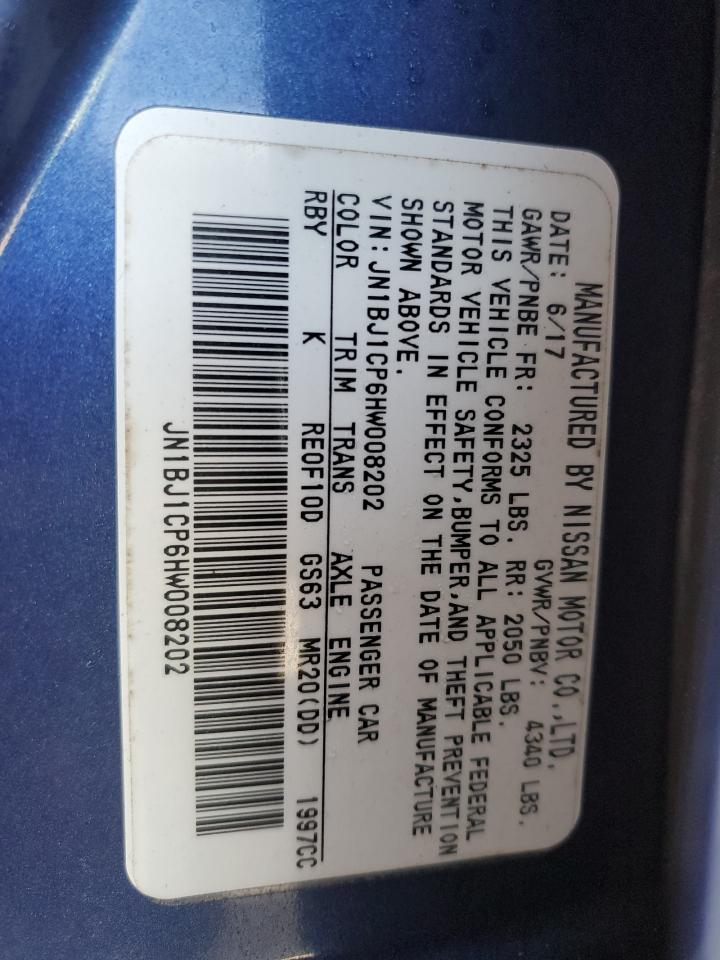 MANUFACTURED BY NISSAN MOTOR CO.,LTD.
DATE: 6/17 GVWR/PNBV: 4340 LBS.
GAWR/PNBE FR: 2325 LBS. RR: 2050 LBS.
THIS VEHICLE CONFORMS TO ALL APPLICABLE FEDERAL
MOTOR VEHICLE SAFETY,BUMPER,AND THEFT PREVENTION
STANDARDS IN EFFECT ON THE DATE OF MANUFACTURE
SHOWN ABOVE.
VIN:JN1BJ1CP6HW008202 PASSENGER CAR
COLOR TRIM TRANS AXLE ENGINE
RBY K RE0F10D GS63 MR20(DD) 1997CC
JN1BJ1CP6HW008202